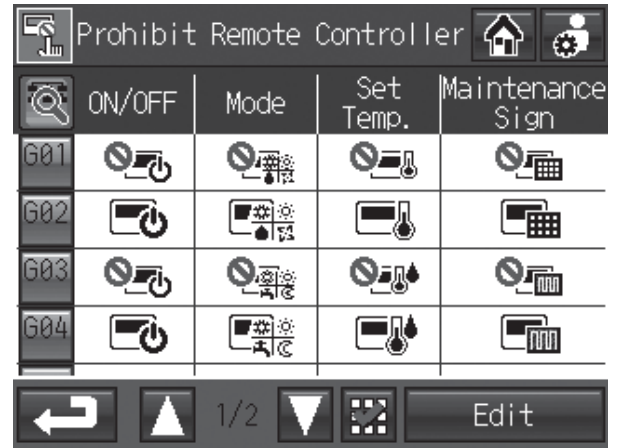 Prohibit Remote Controller
ON/OFF Mode Set Temp. Maintenance Sign
G01
G02
G03
G04
1/2 Edit